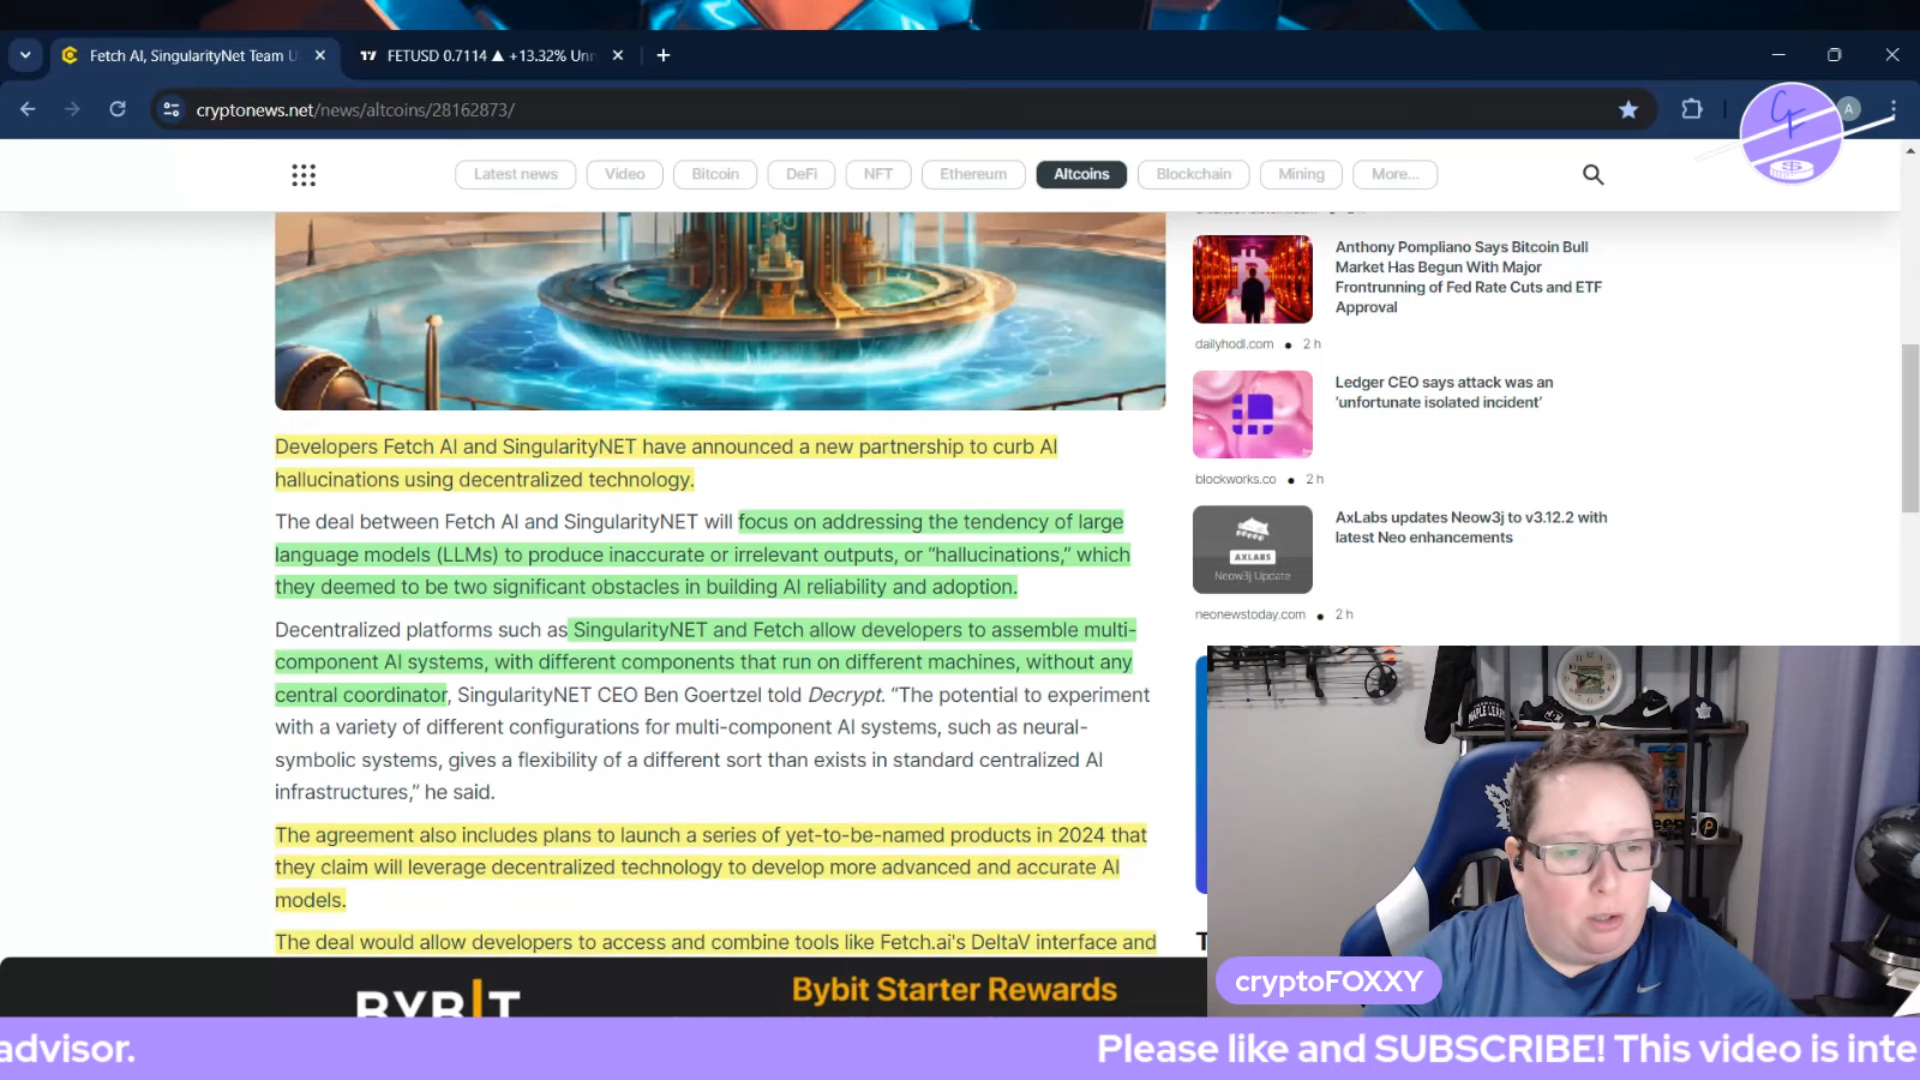 Fetch AI, SingularityNet Team U
FETUSD 0.7114 ▲ +13.32% Unn
cryptonews.net/news/altcoins/28162873/
A
Latest news
Video
Bitcoin
DeFi
NFT
Ethereum
Altcoins
Blockchain
Mining
More...
Developers Fetch AI and SingularityNET have announced a new partnership to curb AI
hallucinations using decentralized technology.
The deal between Fetch AI and SingularityNET will focus on addressing the tendency of large
language models (LLMs) to produce inaccurate or irrelevant outputs, or “hallucinations,” which
they deemed to be two significant obstacles in building AI reliability and adoption.
Decentralized platforms such as SingularityNET and Fetch allow developers to assemble multi-
component AI systems, with different components that run on different machines, without any
central coordinator, SingularityNET CEO Ben Goertzel told Decrypt. “The potential to experiment
with a variety of different configurations for multi-component AI systems, such as neural-
symbolic systems, gives a flexibility of a different sort than exists in standard centralized AI
infrastructures,” he said.
The agreement also includes plans to launch a series of yet-to-be-named products in 2024 that
they claim will leverage decentralized technology to develop more advanced and accurate AI
models.
The deal would allow developers to access and combine tools like Fetch.ai's DeltaV interface and
Anthony Pompliano Says Bitcoin Bull
Market Has Begun With Major
Frontrunning of Fed Rate Cuts and ETF
Approval
dailyhodl.com ● 2 h
Ledger CEO says attack was an
‘unfortunate isolated incident’
blockworks.co ● 2 h
AXLABS
Neow3j Update
AxLabs updates Neow3j to v3.12.2 with
latest Neo enhancements
neonewstoday.com ● 2 h
MAPLE LEAFS
BYBIT
Bybit Starter Rewards
cryptoFOXXY
advisor.
Please like and SUBSCRIBE! This video is inte